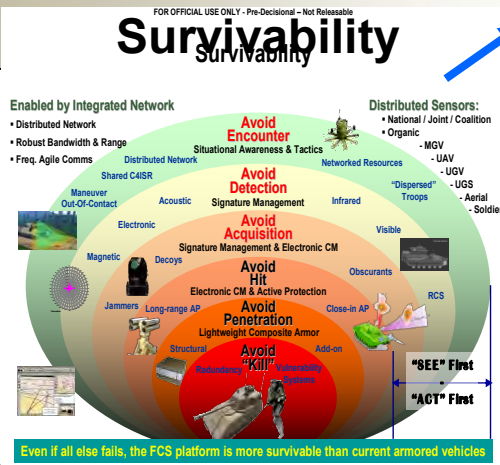 FOR OFFICIAL USE ONLY - Pre-Decisional – Not Releasable
Survivability
Survivability
Enabled by Integrated Network
▪ Distributed Network
▪ Robust Bandwidth & Range
▪ Freq. Agile Comms
Distributed Sensors:
▪ National / Joint / Coalition
▪ Organic
- MGV
- UAV
- UGV
- UGS
- Aerial
- Soldie
Avoid
Encounter
Situational Awareness & Tactics
Distributed Network
Networked Resources
Shared C4ISR
Maneuver
Out-Of-Contact
"Dispersed"
Troops
Avoid
Detection
Signature Management
Acoustic
Infrared
Avoid
Acquisition
Signature Management & Electronic CM
Electronic
Visible
Magnetic
Decoys
Obscurants
Avoid
Hit
Electronic CM & Active Protection
Jammers
Long-range AP
Close-in AP
RCS
Avoid
Penetration
Lightweight Composite Armor
Structural
Add-on
Avoid
"Kill"
Redundancy
Vulnerability
Systems
"SEE" First
-
"ACT" First
Even if all else fails, the FCS platform is more survivable than current armored vehicles